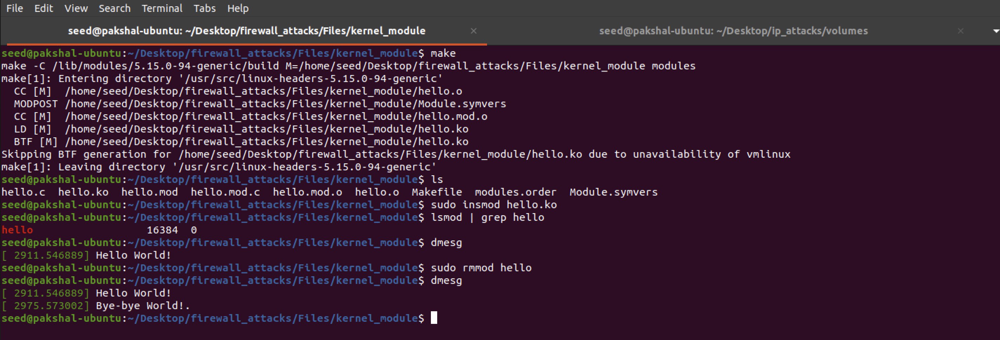 File Edit View Search Terminal Tabs Help
seed@pakshal-ubuntu: ~/Desktop/firewall_attacks/Files/kernel_module × seed@pakshal-ubuntu: ~/Desktop/ip_attacks/volumes ×
seed@pakshal-ubuntu:~/Desktop/firewall_attacks/Files/kernel_module$ make
make -C /lib/modules/5.15.0-94-generic/build M=/home/seed/Desktop/firewall_attacks/Files/kernel_module modules
make[1]: Entering directory '/usr/src/linux-headers-5.15.0-94-generic'
  CC [M]  /home/seed/Desktop/firewall_attacks/Files/kernel_module/hello.o
  MODPOST /home/seed/Desktop/firewall_attacks/Files/kernel_module/Module.symvers
  CC [M]  /home/seed/Desktop/firewall_attacks/Files/kernel_module/hello.mod.o
  LD [M]  /home/seed/Desktop/firewall_attacks/Files/kernel_module/hello.ko
  BTF [M] /home/seed/Desktop/firewall_attacks/Files/kernel_module/hello.ko
Skipping BTF generation for /home/seed/Desktop/firewall_attacks/Files/kernel_module/hello.ko due to unavailability of vmlinux
make[1]: Leaving directory '/usr/src/linux-headers-5.15.0-94-generic'
seed@pakshal-ubuntu:~/Desktop/firewall_attacks/Files/kernel_module$ ls
hello.c  hello.ko  hello.mod  hello.mod.c  hello.mod.o  hello.o  Makefile  modules.order  Module.symvers
seed@pakshal-ubuntu:~/Desktop/firewall_attacks/Files/kernel_module$ sudo insmod hello.ko
seed@pakshal-ubuntu:~/Desktop/firewall_attacks/Files/kernel_module$ lsmod | grep hello
hello                  16384  0
seed@pakshal-ubuntu:~/Desktop/firewall_attacks/Files/kernel_module$ dmesg
[ 2911.546889] Hello World!
seed@pakshal-ubuntu:~/Desktop/firewall_attacks/Files/kernel_module$ sudo rmmod hello
seed@pakshal-ubuntu:~/Desktop/firewall_attacks/Files/kernel_module$ dmesg
[ 2911.546889] Hello World!
[ 2975.573002] Bye-bye World!.
seed@pakshal-ubuntu:~/Desktop/firewall_attacks/Files/kernel_module$